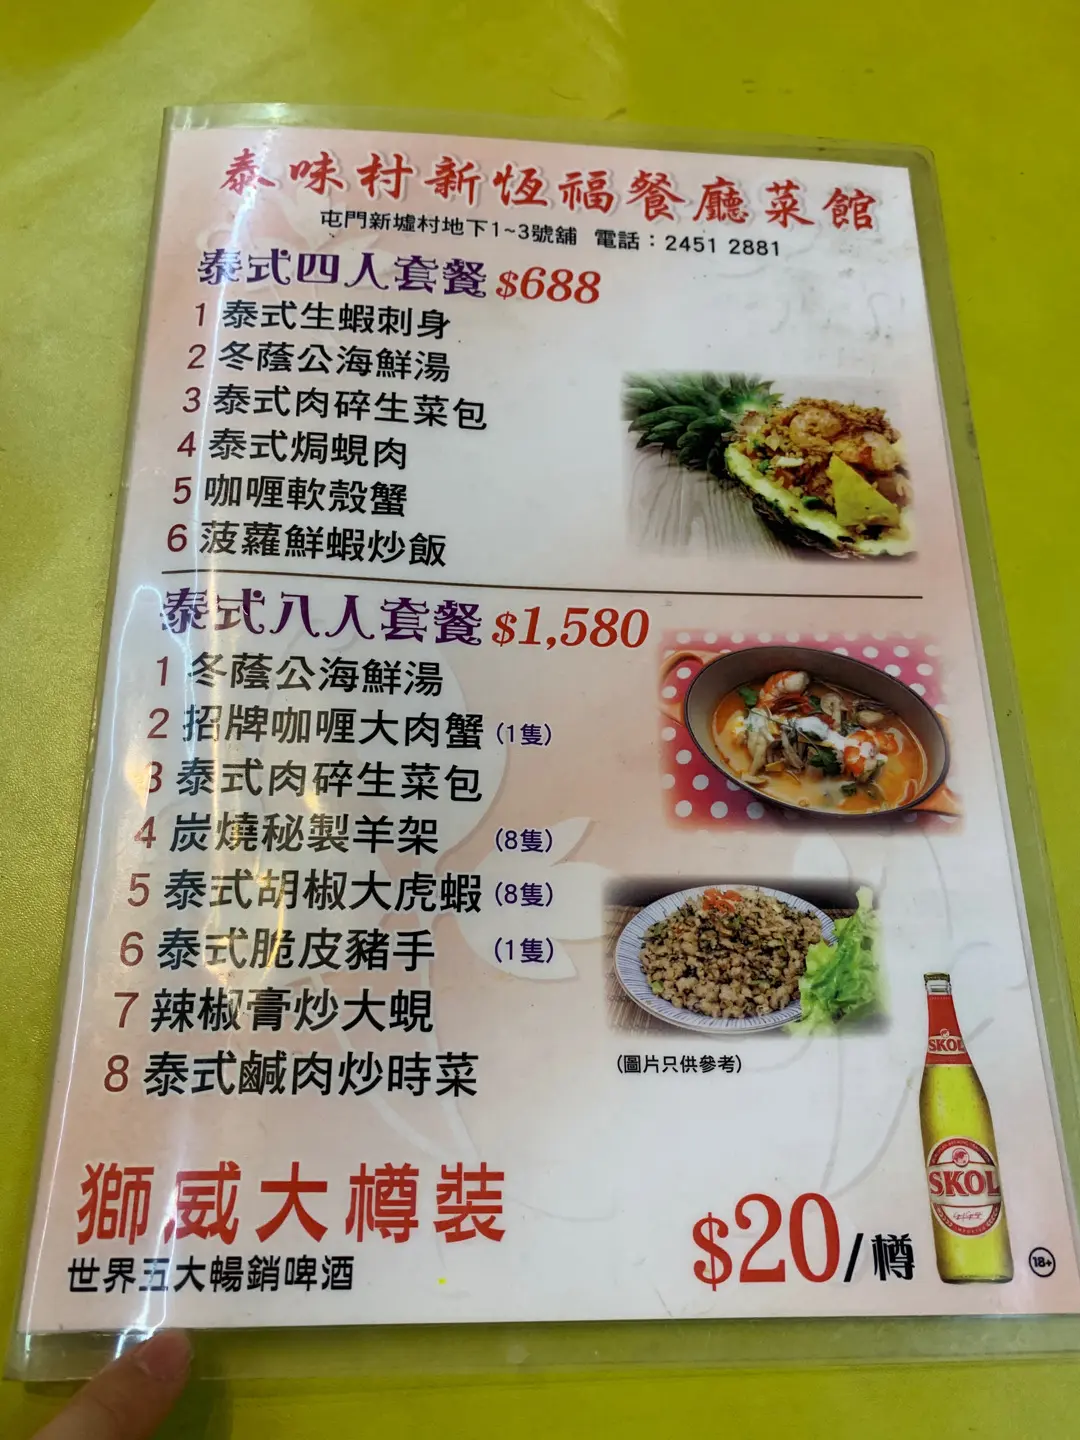 泰味村新恆福餐廳菜館
屯門新墟村地下1~3號舖 電話：2451 2881
泰式四人套餐 $688
1 泰式生蝦刺身
2 冬蔭公海鮮湯
3 泰式肉碎生菜包
4 泰式焗蜆肉
5 咖喱軟殼蟹
6 菠蘿鮮蝦炒飯
泰式八人套餐 $1,580
1 冬蔭公海鮮湯
2 招牌咖喱大肉蟹 (1隻)
3 泰式肉碎生菜包
4 炭燒秘製羊架 (8隻)
5 泰式胡椒大虎蝦 (8隻)
6 泰式脆皮豬手 (1隻)
7 辣椒膏炒大蜆
8 泰式鹹肉炒時菜
(圖片只供參考)
SKOL
SKOL
獅威大樽裝
世界五大暢銷啤酒
$20/樽
18+